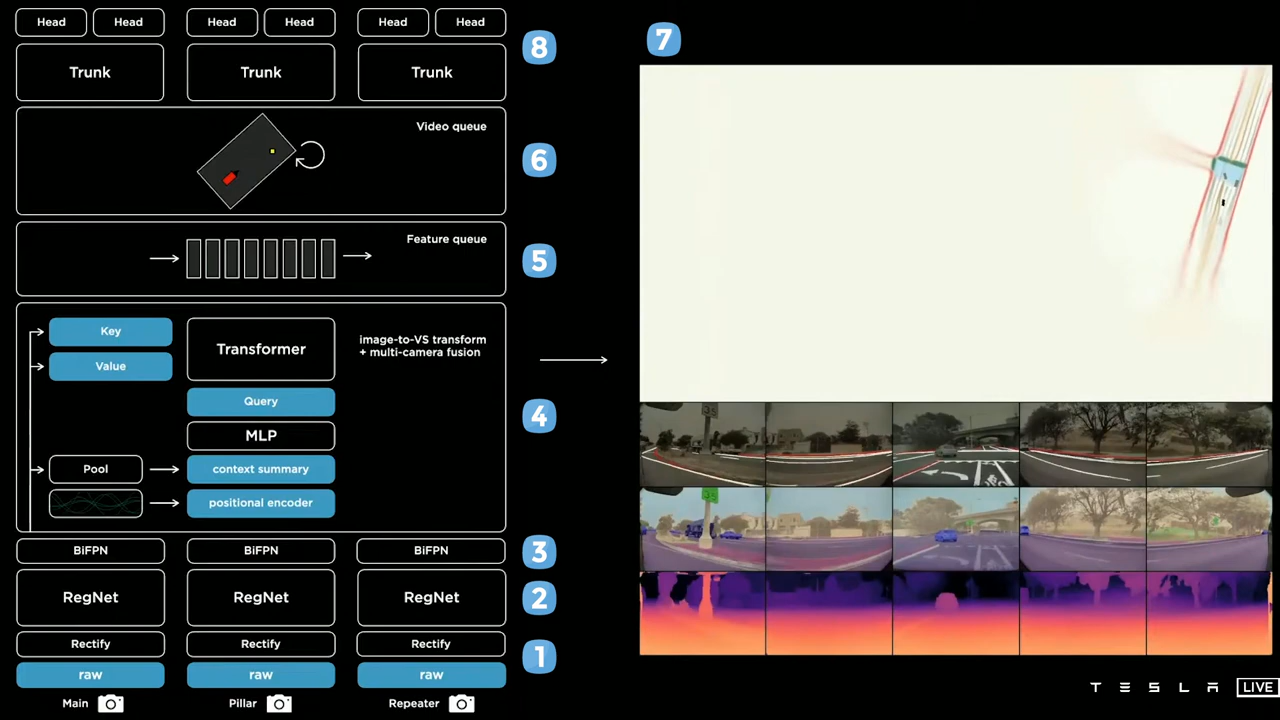 Head Head Head Head Head Head
8
7
Trunk Trunk Trunk
Video queue
6
Feature queue
5
Key
Transformer
image-to-VS transform
+ multi-camera fusion
Value
Query
4
MLP
Pool
context summary
positional encoder
BiFPN BiFPN BiFPN
3
RegNet RegNet RegNet
2
Rectify Rectify Rectify
1
raw raw raw
Main Pillar Repeater
35
35
TESLA LIVE